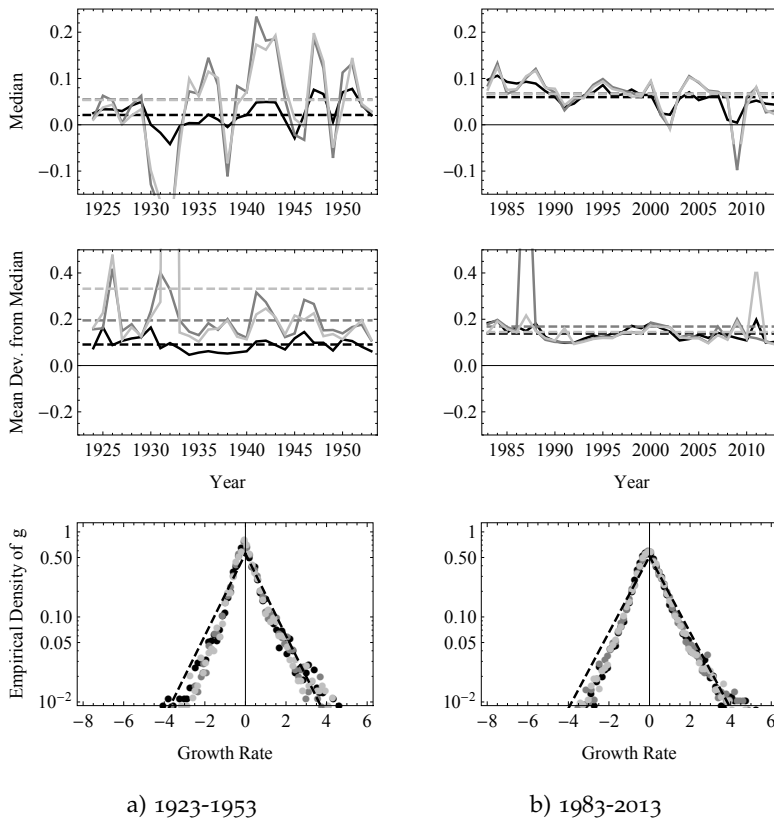 Median
0.2
0.1
0.0
−0.1
1925 1930 1935 1940 1945 1950
0.2
0.1
0.0
−0.1
1985 1990 1995 2000 2005 2010
Mean Dev. from Median
0.4
0.2
0.0
−0.2
1925 1930 1935 1940 1945 1950
Year
0.4
0.2
0.0
−0.2
1985 1990 1995 2000 2005 2010
Year
Empirical Density of g
1
0.50
0.10
0.05
10⁻²
−8 −6 −4 −2 0 2 4 6
Growth Rate
1
0.50
0.10
0.05
10⁻²
−8 −6 −4 −2 0 2 4 6
Growth Rate
a) 1923-1953
b) 1983-2013